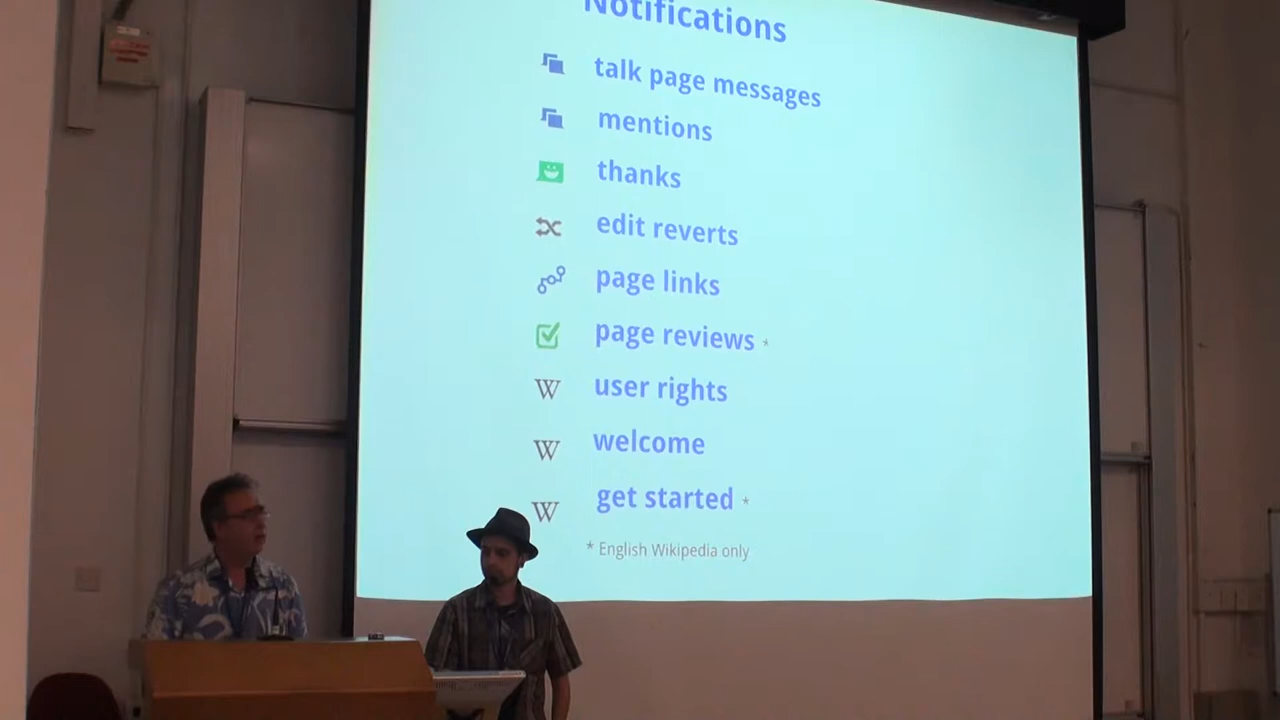 Notifications
talk page messages
mentions
thanks
edit reverts
page links
page reviews *
W user rights
W welcome
W get started *
* English Wikipedia only